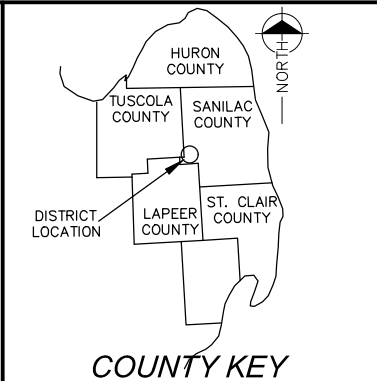 HURON
COUNTY
NORTH
TUSCOLA
COUNTY
SANILAC
COUNTY
DISTRICT
LOCATION
LAPEER
COUNTY
ST. CLAIR
COUNTY
COUNTY KEY